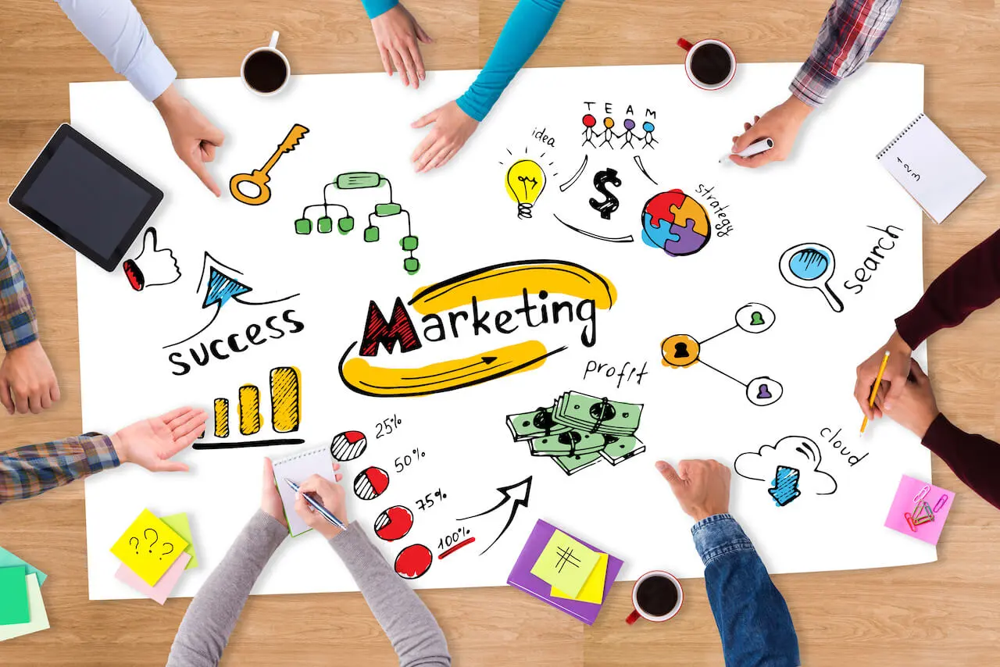 TEAM
idea
$
strategy
1
2
3
search
success
Marketing
profit
25%
50%
75%
100%
cloud
? ? ?
#